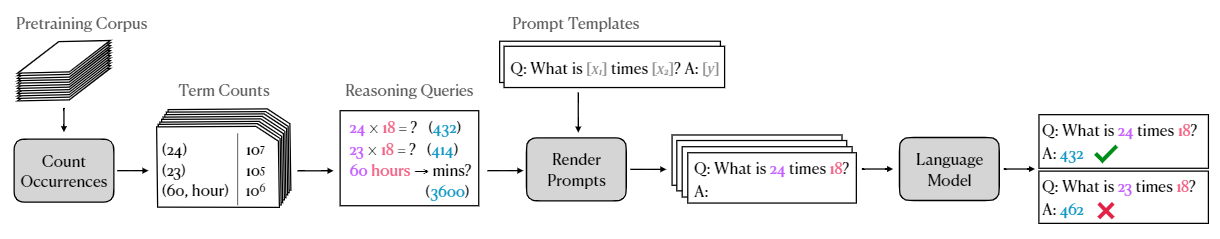 Pretraining Corpus
Count
Occurrences
Term Counts
(24) 10⁷
(23) 10⁵
(60, hour) 10⁶
Reasoning Queries
24 × 18 = ? (432)
23 × 18 = ? (414)
60 hours → mins?
(3600)
Prompt Templates
Q: What is [x₁] times [x₂]? A: [y]
Render
Prompts
Q: What is 24 times 18?
A:
Language
Model
Q: What is 24 times 18?
A: 432 ✓
Q: What is 23 times 18?
A: 462 ✗